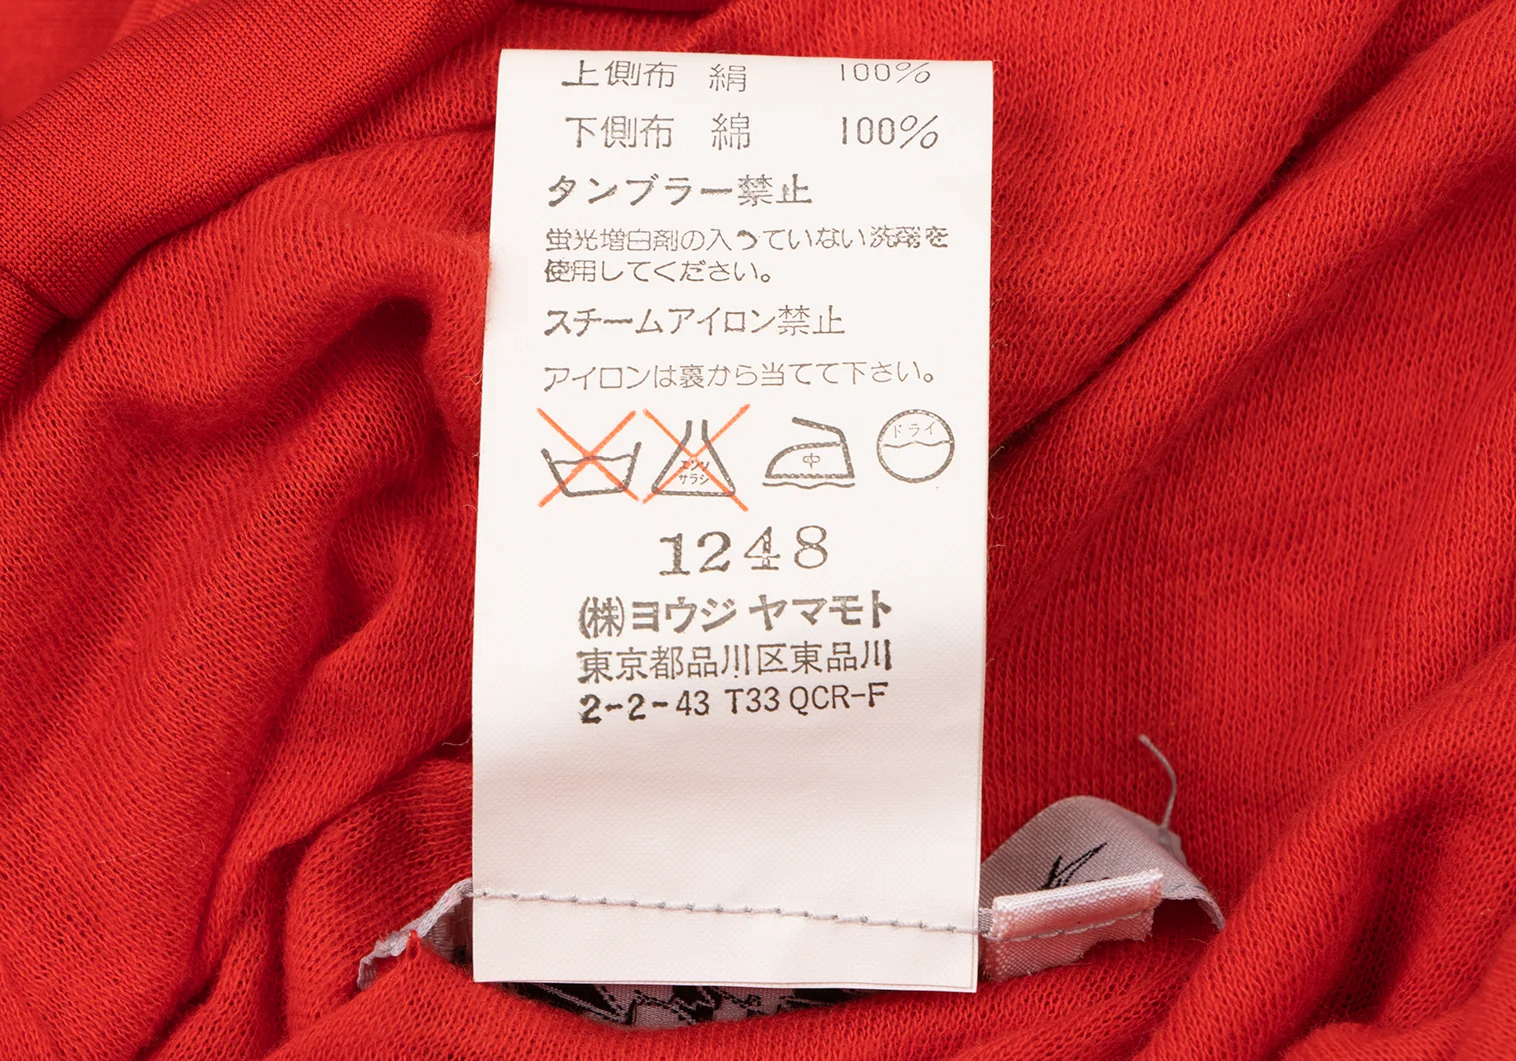 上側布 絹 100%
下側布 綿 100%
タンブラー禁止
蛍光増白剤の入っていない洗剤を
使用してください。
スチームアイロン禁止
アイロンは裏から当てて下さい。
エンソ
サラシ
中
ドライ
1248
(株)ヨウジ ヤマモト
東京都品川区東品川
2-2-43 T33 QCR-F